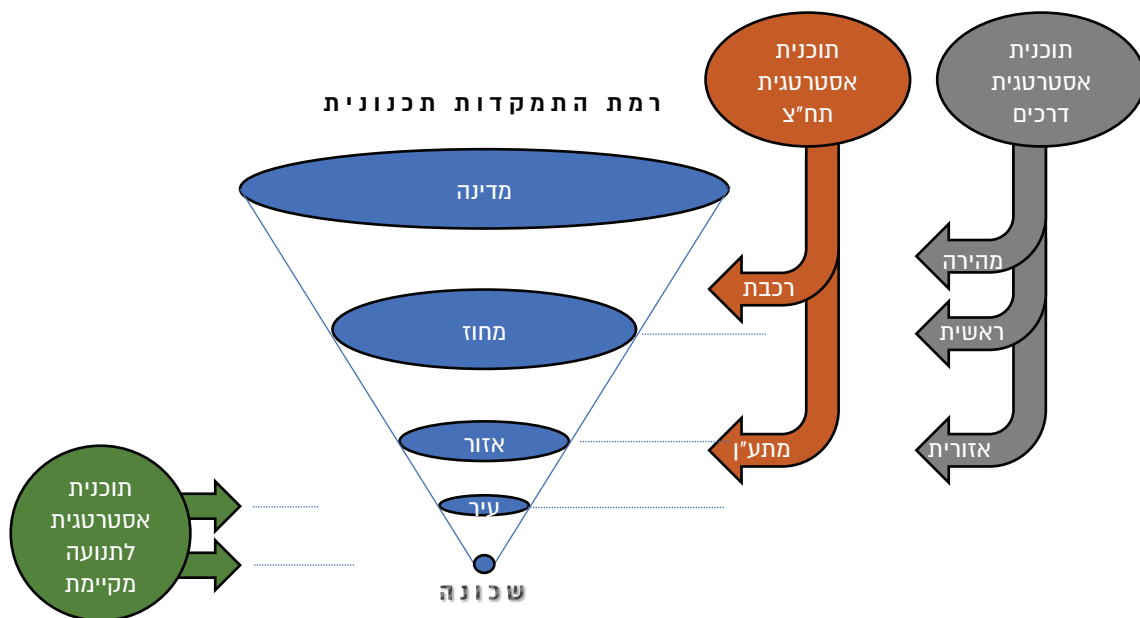 תוכנית
אסטרטגית
דרכים
תוכנית
אסטרטגית
תח"צ
רמת התמקדות תכנונית
מדינה
מהירה
רכבת
מחוז
ראשית
אזור
מתע"ן
אזורית
עיר
תוכנית
אסטרטגית
לתנועה
מקיימת
שכונה